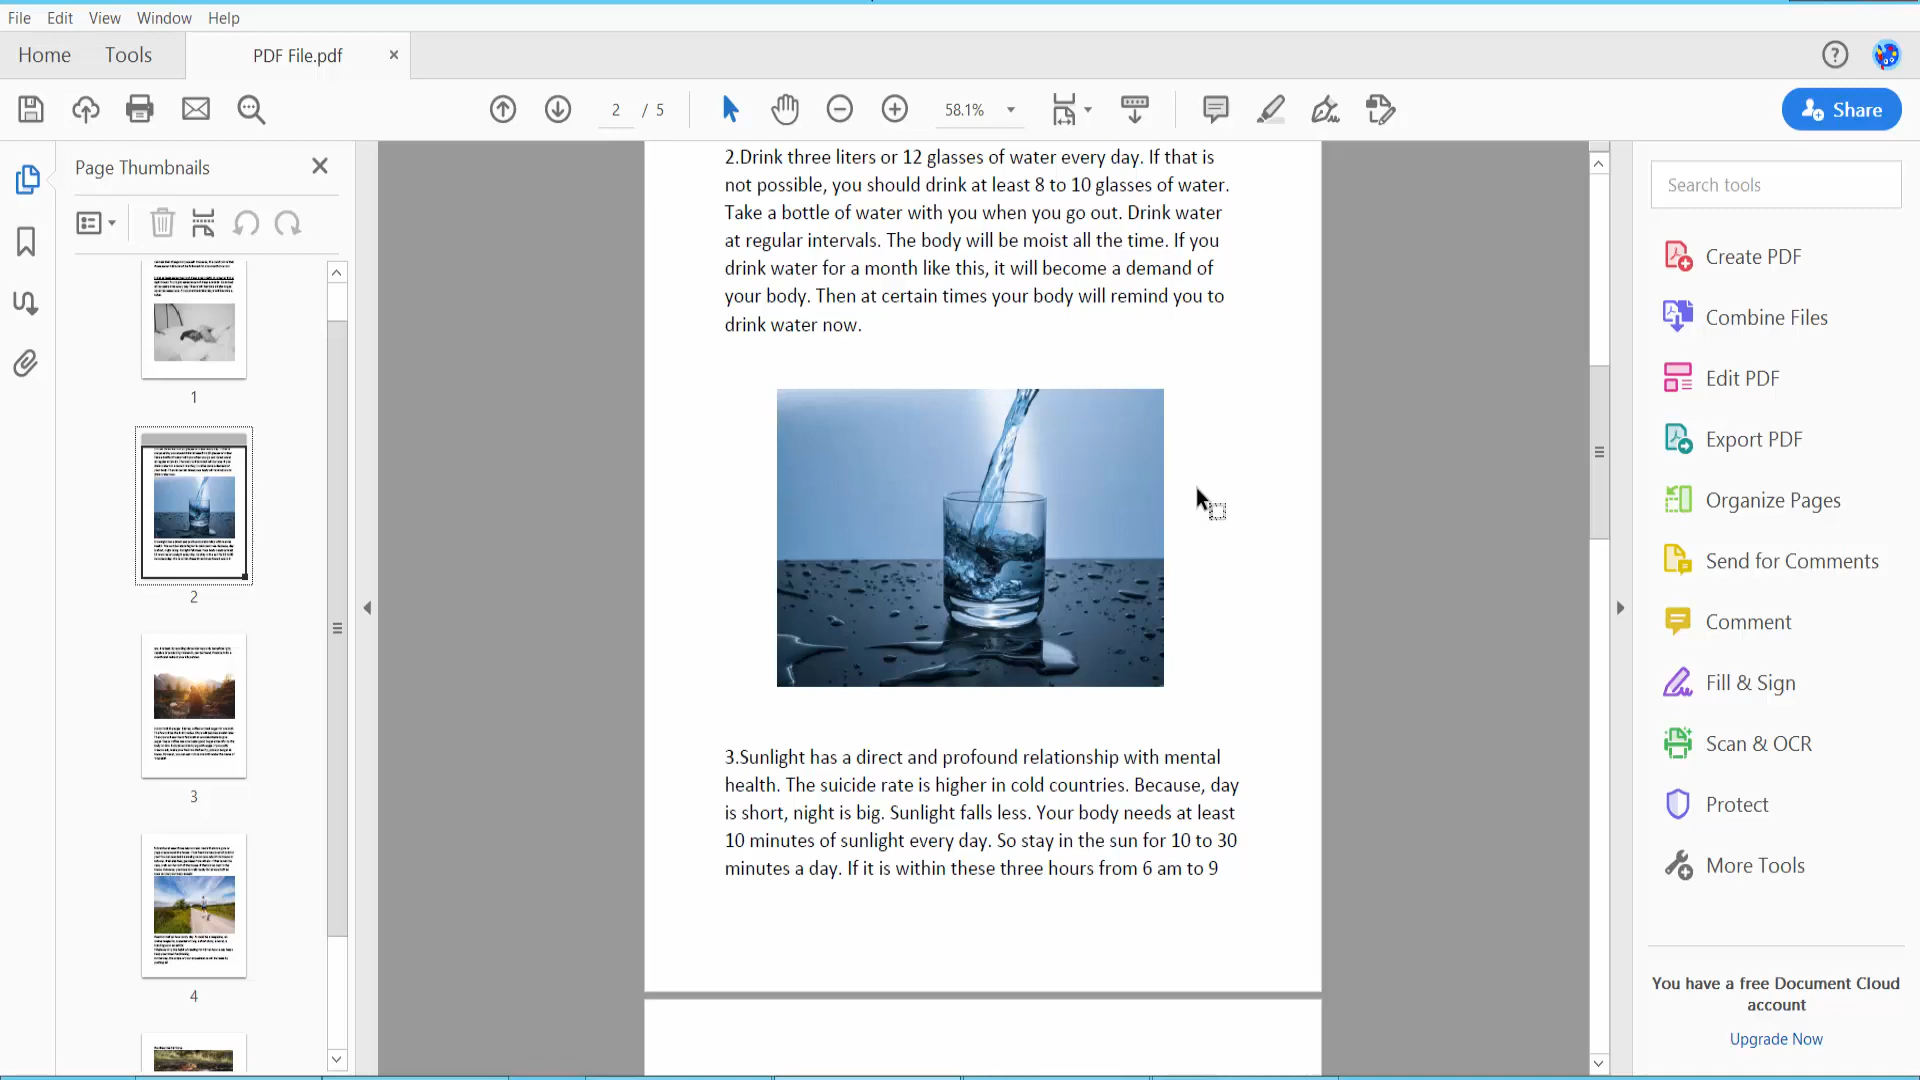 File Edit View Window Help
Home Tools PDF File.pdf
2 / 5 58.1% Share
Page Thumbnails
1
2
3
4
2.Drink three liters or 12 glasses of water every day. If that is
not possible, you should drink at least 8 to 10 glasses of water.
Take a bottle of water with you when you go out. Drink water
at regular intervals. The body will be moist all the time. If you
drink water for a month like this, it will become a demand of
your body. Then at certain times your body will remind you to
drink water now.
3.Sunlight has a direct and profound relationship with mental
health. The suicide rate is higher in cold countries. Because, day
is short, night is big. Sunlight falls less. Your body needs at least
10 minutes of sunlight every day. So stay in the sun for 10 to 30
minutes a day. If it is within these three hours from 6 am to 9
Search tools
Create PDF
Combine Files
Edit PDF
Export PDF
Organize Pages
Send for Comments
Comment
Fill & Sign
Scan & OCR
Protect
More Tools
You have a free Document Cloud
account
Upgrade Now